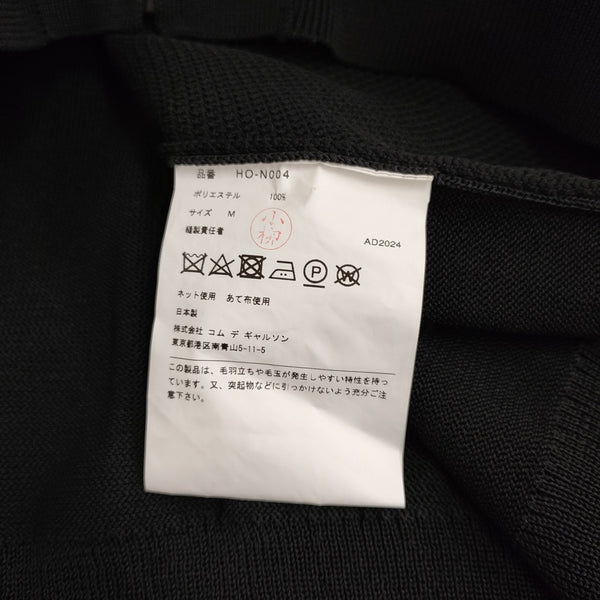 品番 HO-N004
ポリエステル 100%
サイズ M
縫製責任者
AD2024
P
W
ネット使用 あて布使用
日本製
株式会社 コム デ ギャルソン
東京都港区南青山5-11-5
この製品は、毛羽立ちや毛玉が発生しやすい特性を持っ
ています。又、突起物などに引っかけないよう充分ご注
意下さい。